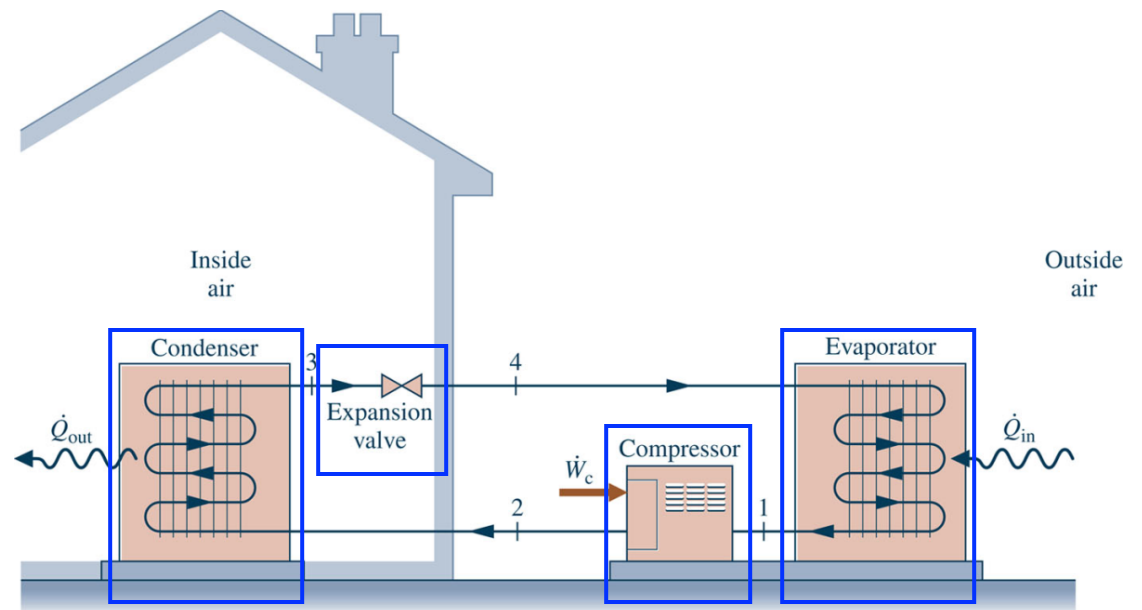 Inside
air
Outside
air
Condenser
3
4
Evaporator
Expansion
valve
Q̇out
Q̇in
Compressor
Ẇc
2
1